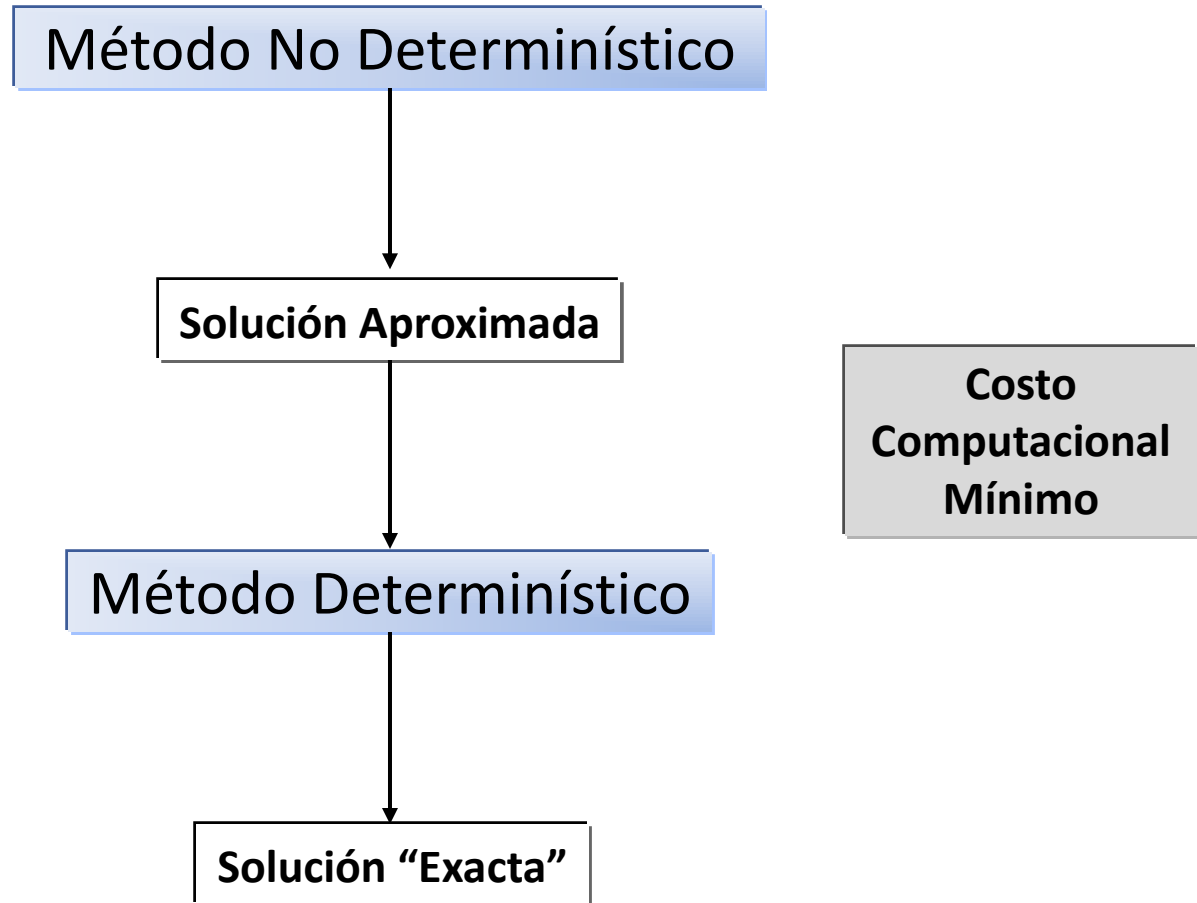 Método No Determinístico
Solución Aproximada
Costo
Computacional
Mínimo
Método Determinístico
Solución “Exacta”